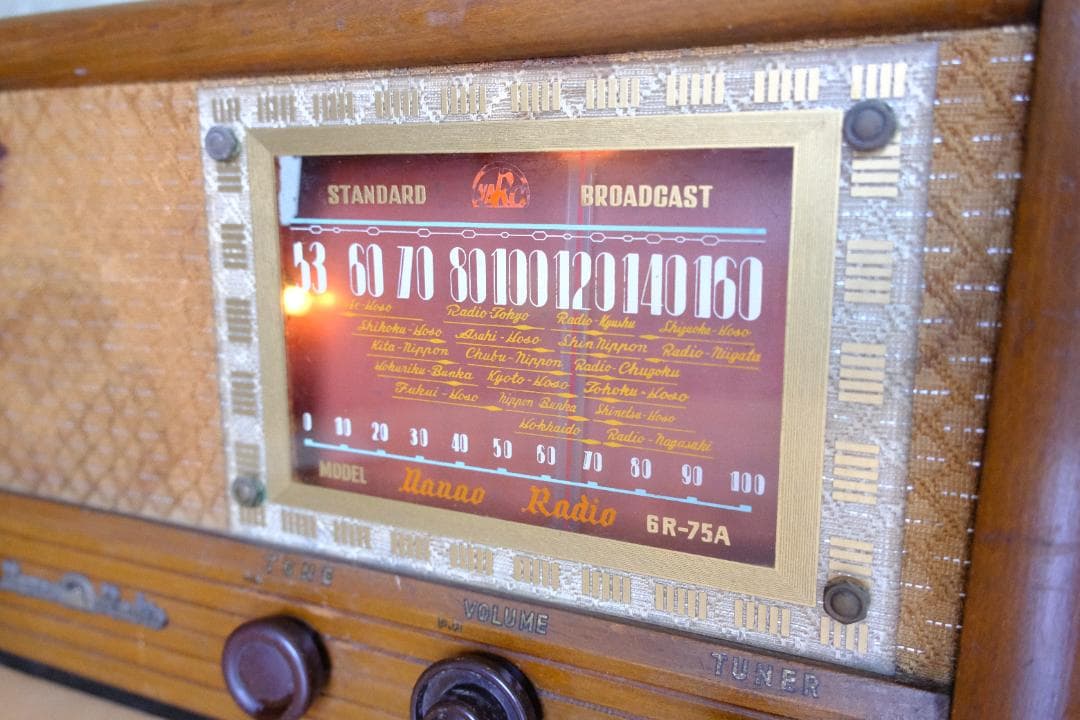 STANDARD BROADCAST
53 60 70 80 100 120 140 160
Radio-Tohyo Radio-Kyushu Shizuoka-Hoso
Shihoku-Hoso Asahi-Hoso Shin Nippon Radio-Niigata
Kita-Nippon Chubu-Nippon Radio-Chugoku
Hokuriku-Bunka Kyoto-Hoso Tohoku-Hoso
Fukui-Hoso Nippon Bunka Shinetsu-Hoso
Hokkaido Radio-Nagasaki
0 10 20 30 40 50 60 70 80 90 100
MODEL Nanao Radio 6R-75A
TONE
VOLUME
TUNER